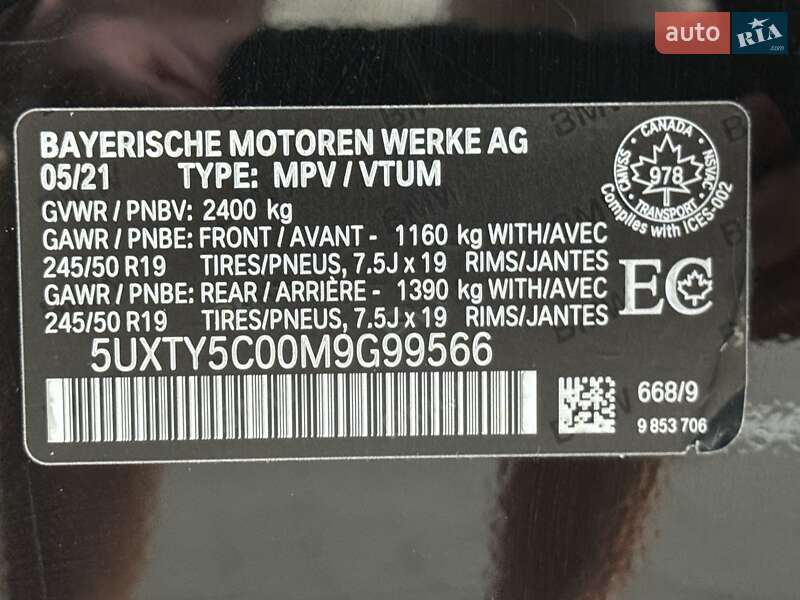 auto RIA.com
BAYERISCHE MOTOREN WERKE AG
05/21 TYPE: MPV / VTUM
GVWR / PNBV: 2400 kg
GAWR / PNBE: FRONT / AVANT - 1160 kg WITH/AVEC
245/50 R19 TIRES/PNEUS, 7.5J x 19 RIMS/JANTES
GAWR / PNBE: REAR / ARRIÈRE - 1390 kg WITH/AVEC
245/50 R19 TIRES/PNEUS, 7.5J x 19 RIMS/JANTES
5UXTY5C00M9G99566
CANADA
CMVSS
978
NSVAC
TRANSPORT
Complies with ICES-002
EC
668/9
9 853 706